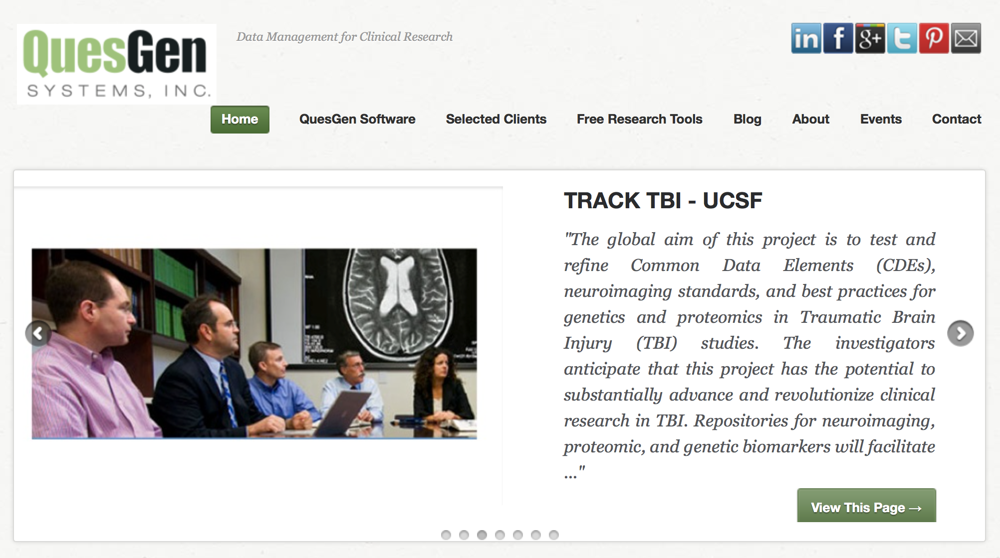 QuesGen
SYSTEMS, INC.
Data Management for Clinical Research
in f g+ t P
Home QuesGen Software Selected Clients Free Research Tools Blog About Events Contact
TRACK TBI - UCSF
"The global aim of this project is to test and
refine Common Data Elements (CDEs),
neuroimaging standards, and best practices for
genetics and proteomics in Traumatic Brain
Injury (TBI) studies. The investigators
anticipate that this project has the potential to
substantially advance and revolutionize clinical
research in TBI. Repositories for neuroimaging,
proteomic, and genetic biomarkers will facilitate
..."
View This Page →